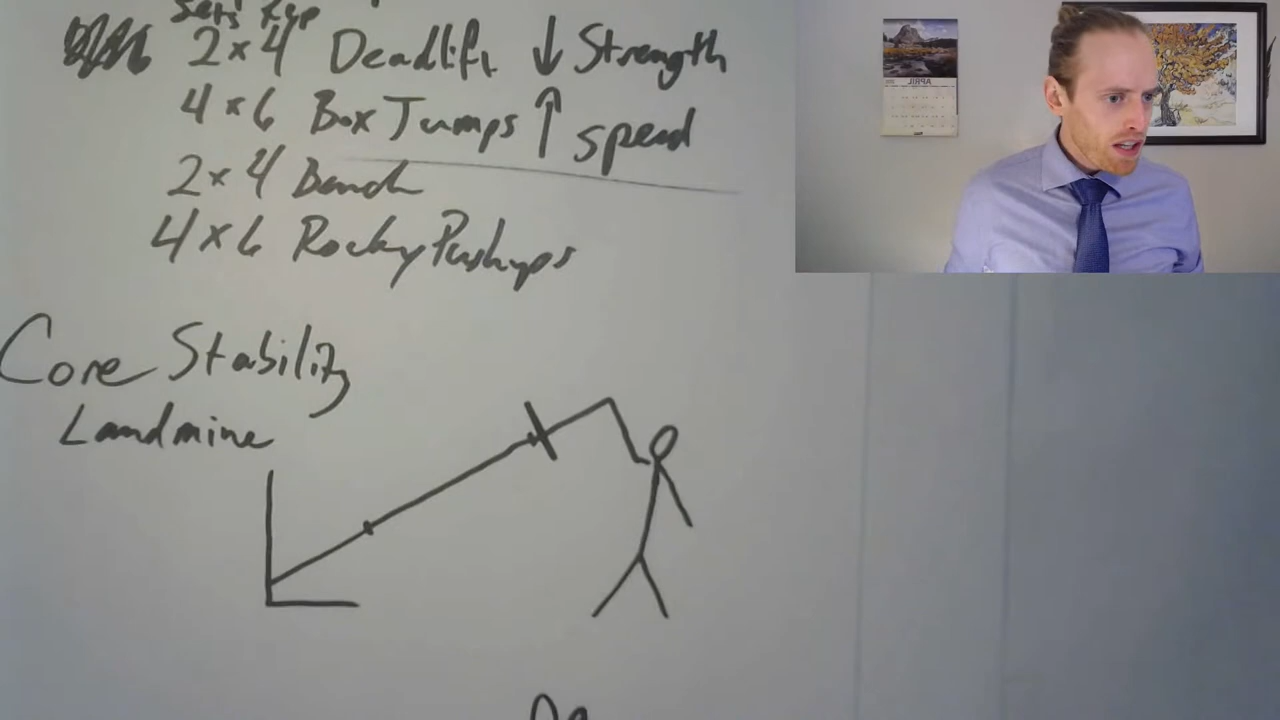 sets rep
2×4 Deadlift ↓ Strength
4×6 Box Jumps ↑ speed
2×4 Bench
4×6 Rocky Pushups
Core Stability
Landmine
APRIL